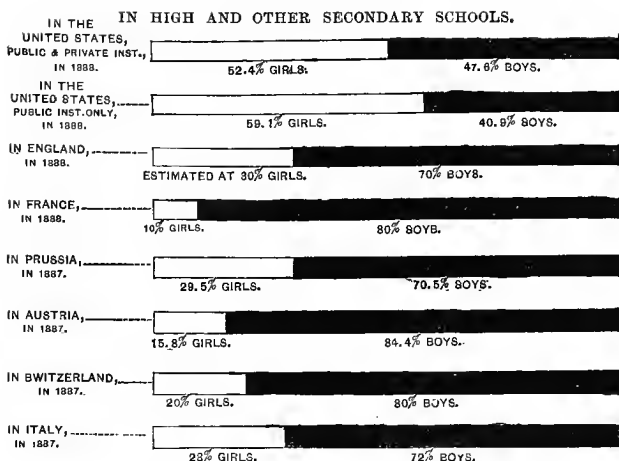 IN HIGH AND OTHER SECONDARY SCHOOLS.
IN THE
UNITED STATES,
PUBLIC & PRIVATE INST.,
IN 1888.
52.4% GIRLS. 47.6% BOYS.
IN THE
UNITED STATES,
PUBLIC INST. ONLY,
IN 1888.
59.1% GIRLS. 40.9% BOYS.
IN ENGLAND,
IN 1888.
ESTIMATED AT 30% GIRLS. 70% BOYS.
IN FRANCE,
IN 1888.
10% GIRLS. 80% BOYS.
IN PRUSSIA,
IN 1887.
29.5% GIRLS. 70.5% BOYS.
IN AUSTRIA,
IN 1887.
15.8% GIRLS. 84.4% BOYS.
IN SWITZERLAND,
IN 1887.
20% GIRLS. 80% BOYS.
IN ITALY,
IN 1887.
28% GIRLS. 72% BOYS.